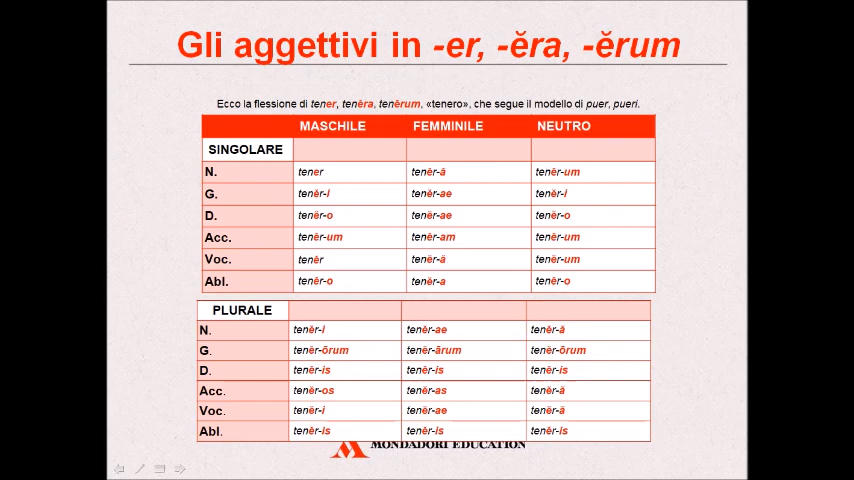 Gli aggettivi in -er, -ĕra, -ĕrum
Ecco la flessione di tener, tenĕra, tenĕrum, «tenero», che segue il modello di puer, pueri.
MASCHILE FEMMINILE NEUTRO
SINGOLARE
N. tener tenĕr-ă tenĕr-um
G. tenĕr-i tenĕr-ae tenĕr-i
D. tenĕr-o tenĕr-ae tenĕr-o
Acc. tenĕr-um tenĕr-am tenĕr-um
Voc. tenĕr tenĕr-ă tenĕr-um
Abl. tenĕr-o tenĕr-a tenĕr-o
PLURALE
N. tenĕr-i tenĕr-ae tenĕr-ă
G. tenĕr-ōrum tenĕr-ārum tenĕr-ōrum
D. tenĕr-is tenĕr-is tenĕr-is
Acc. tenĕr-os tenĕr-as tenĕr-ă
Voc. tenĕr-i tenĕr-ae tenĕr-ă
Abl. tenĕr-is tenĕr-is tenĕr-is
MONDADORI EDUCATION